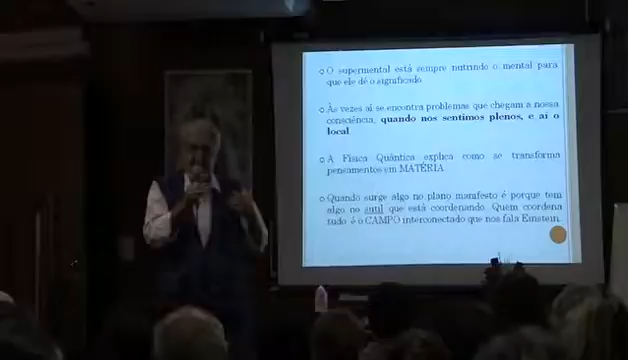 O supermental está sempre nutrindo o mental para
que ele dê o significado
Às vezes aí se encontra problemas que chegam a nossa
consciência, quando nos sentimos plenos, e aí o
local
A Física Quântica explica como se transforma
pensamentos em MATÉRIA
Quando surge algo no plano manifesto é porque tem
algo no sutil que está coordenando. Quem coordena
tudo é o CAMPO interconectado que nos fala Einstein.